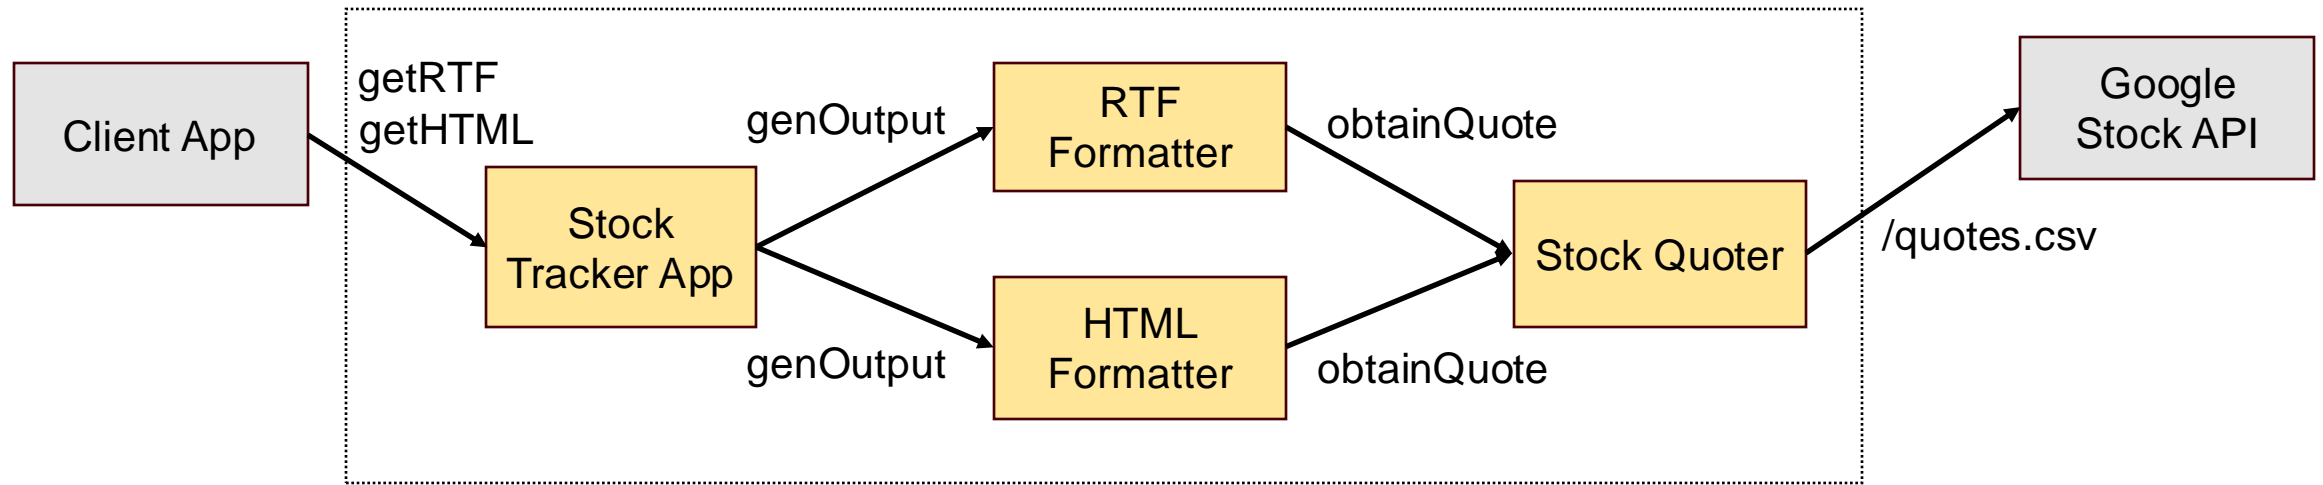 Client App
getRTF
getHTML
Stock
Tracker App
genOutput
genOutput
RTF
Formatter
HTML
Formatter
obtainQuote
obtainQuote
Stock Quoter
/quotes.csv
Google
Stock API